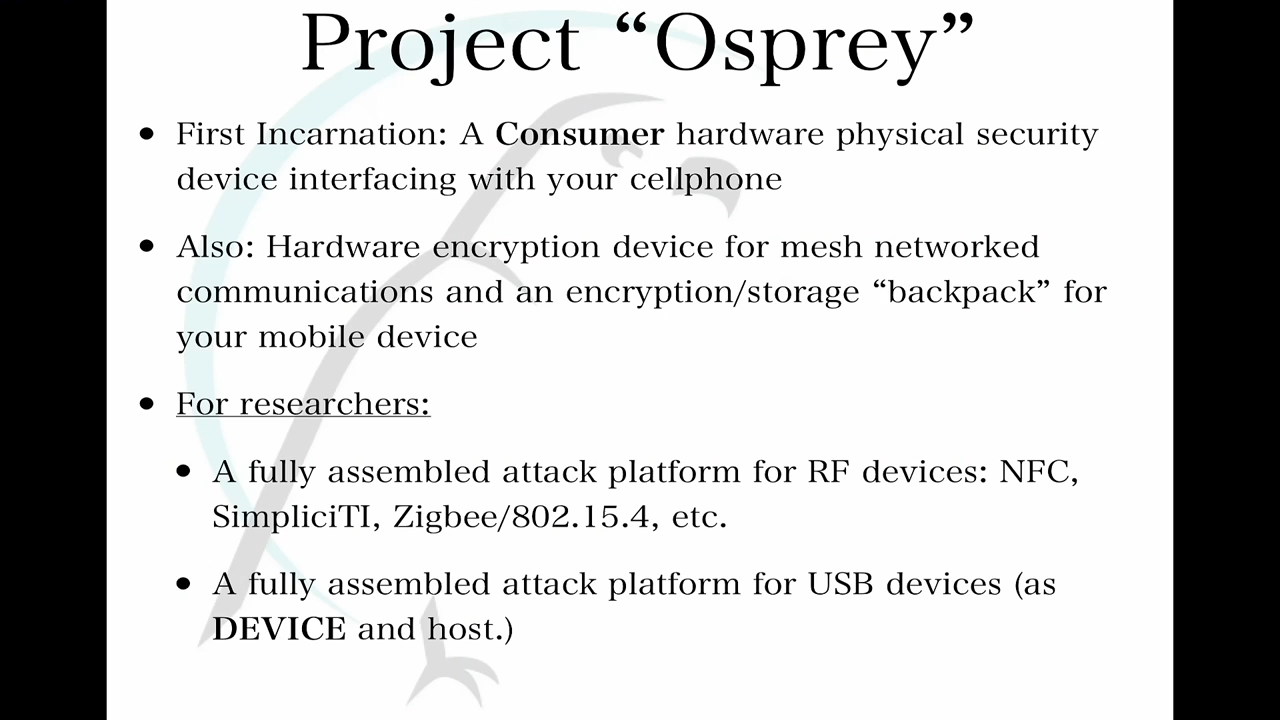 Project “Osprey”
• First Incarnation: A Consumer hardware physical security
device interfacing with your cellphone
• Also: Hardware encryption device for mesh networked
communications and an encryption/storage “backpack” for
your mobile device
• For researchers:
• A fully assembled attack platform for RF devices: NFC,
SimpliciTI, Zigbee/802.15.4, etc.
• A fully assembled attack platform for USB devices (as
DEVICE and host.)